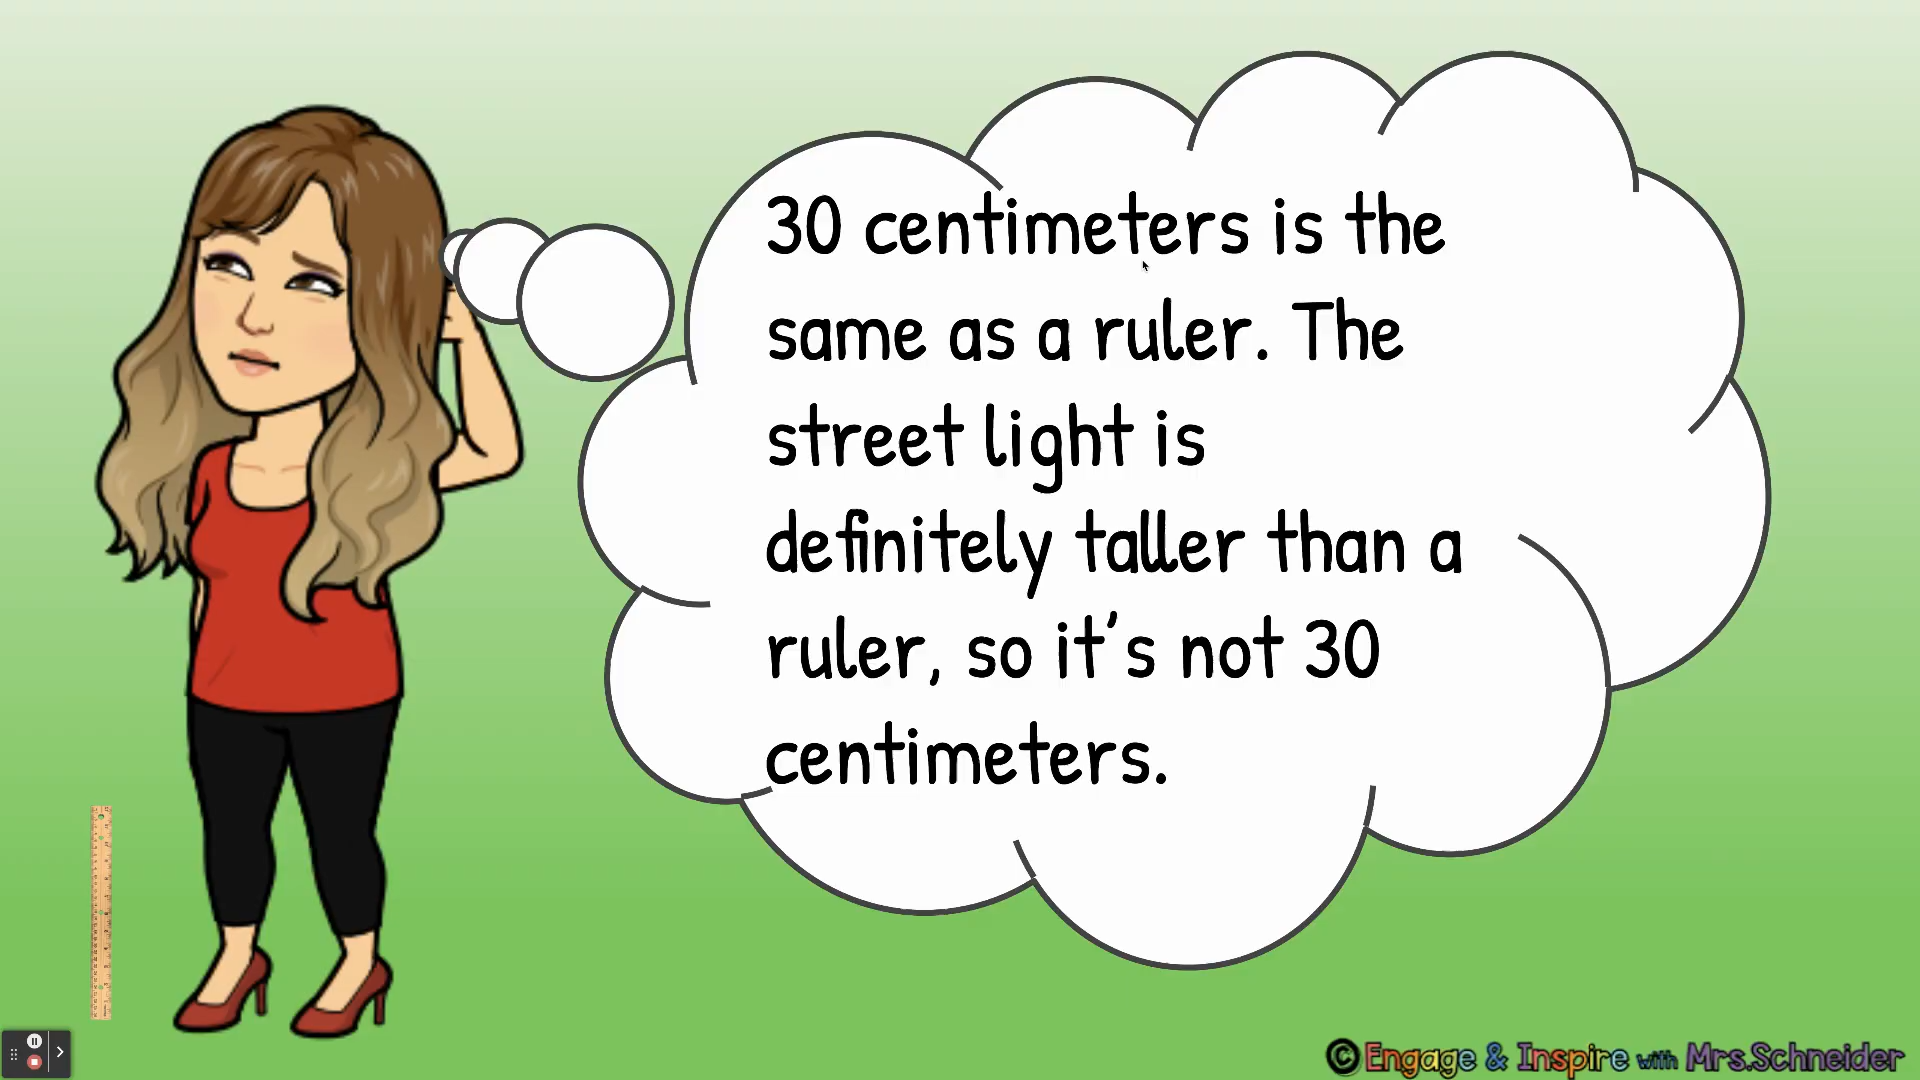 30 centimeters is the
same as a ruler. The
street light is
definitely taller than a
ruler, so it's not 30
centimeters.
© Engage & Inspire with Mrs.Schneider